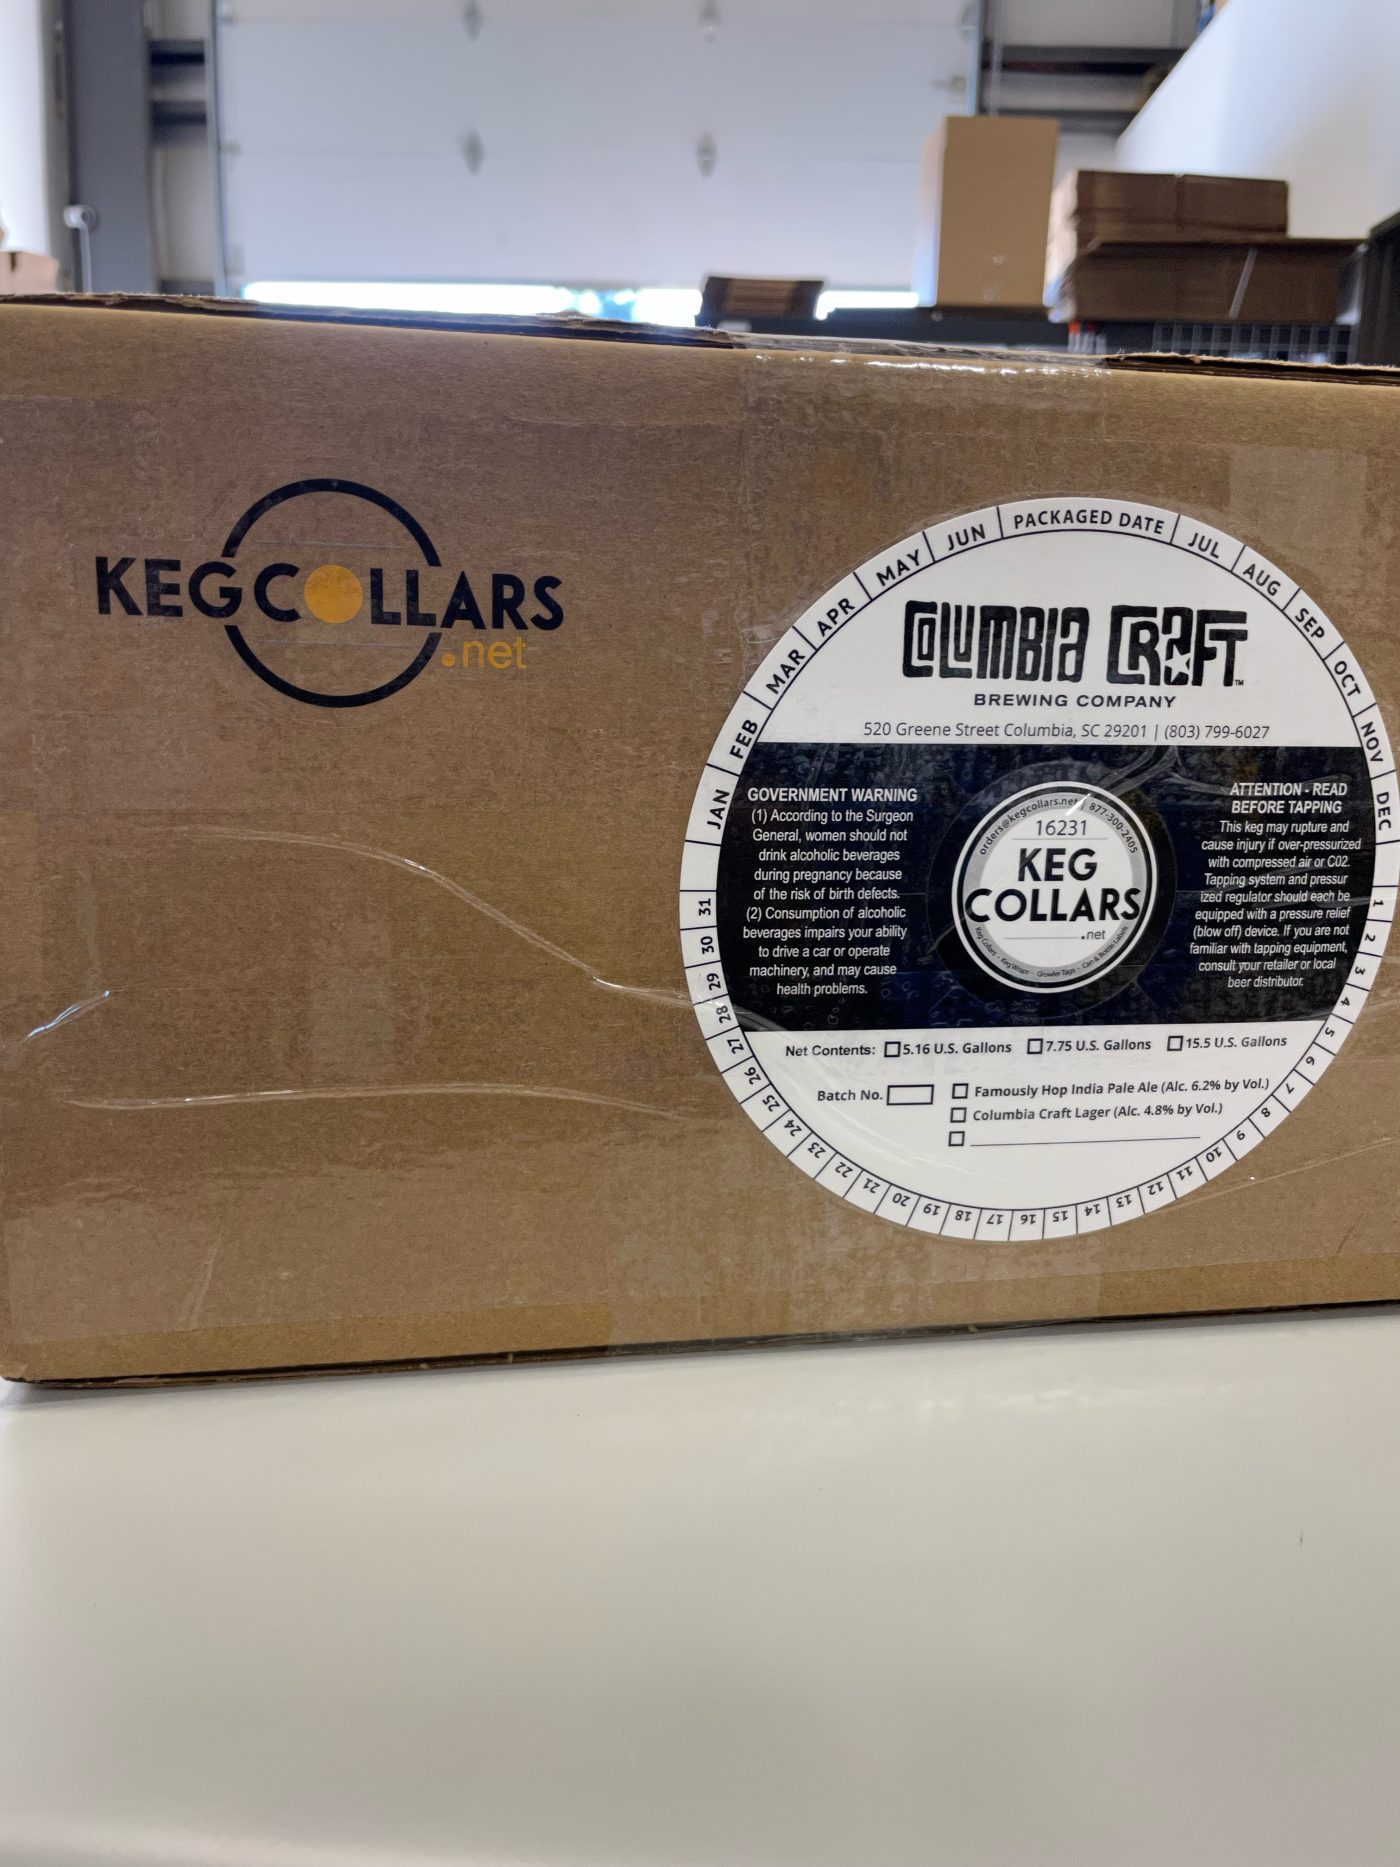 KEGCOLLARS
.net
PACKAGED DATE
JAN FEB MAR APR MAY JUN
JUL AUG SEP OCT NOV DEC
COLUMBIA CRAFT™
BREWING COMPANY
520 Greene Street Columbia, SC 29201 | (803) 799-6027
GOVERNMENT WARNING
(1) According to the Surgeon
General, women should not
drink alcoholic beverages
during pregnancy because
of the risk of birth defects.
(2) Consumption of alcoholic
beverages impairs your ability
to drive a car or operate
machinery, and may cause
health problems.
orders@kegcollars.net / 877-300-2405
16231
KEG
COLLARS
.net
Keg Collars - Keg Wraps - Growler Tags - Can & Bottle Labels
ATTENTION - READ
BEFORE TAPPING
This keg may rupture and
cause injury if over-pressurized
with compressed air or C02.
Tapping system and pressur
ized regulator should each be
equipped with a pressure relief
(blow off) device. If you are not
familiar with tapping equipment,
consult your retailer or local
beer distributor.
Net Contents: 5.16 U.S. Gallons 7.75 U.S. Gallons 15.5 U.S. Gallons
Batch No.
Famously Hop India Pale Ale (Alc. 6.2% by Vol.)
Columbia Craft Lager (Alc. 4.8% by Vol.)
1 2 3 4 5 6 7 8 9 10 11 12 13 14 15 16 17 18 19 20 21 22 23 24 25 26 27 28 29 30 31